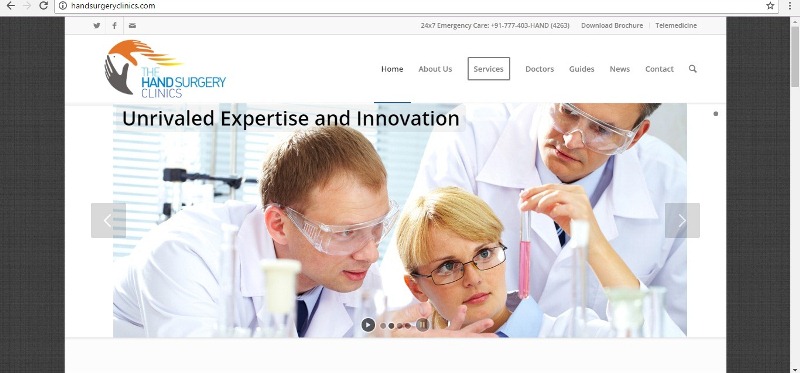 handsurgeryclinics.com
24x7 Emergency Care: +91-777-403-HAND (4263) Download Brochure Telemedicine
THE
HAND SURGERY
CLINICS
Home About Us Services Doctors Guides News Contact
Unrivaled Expertise and Innovation